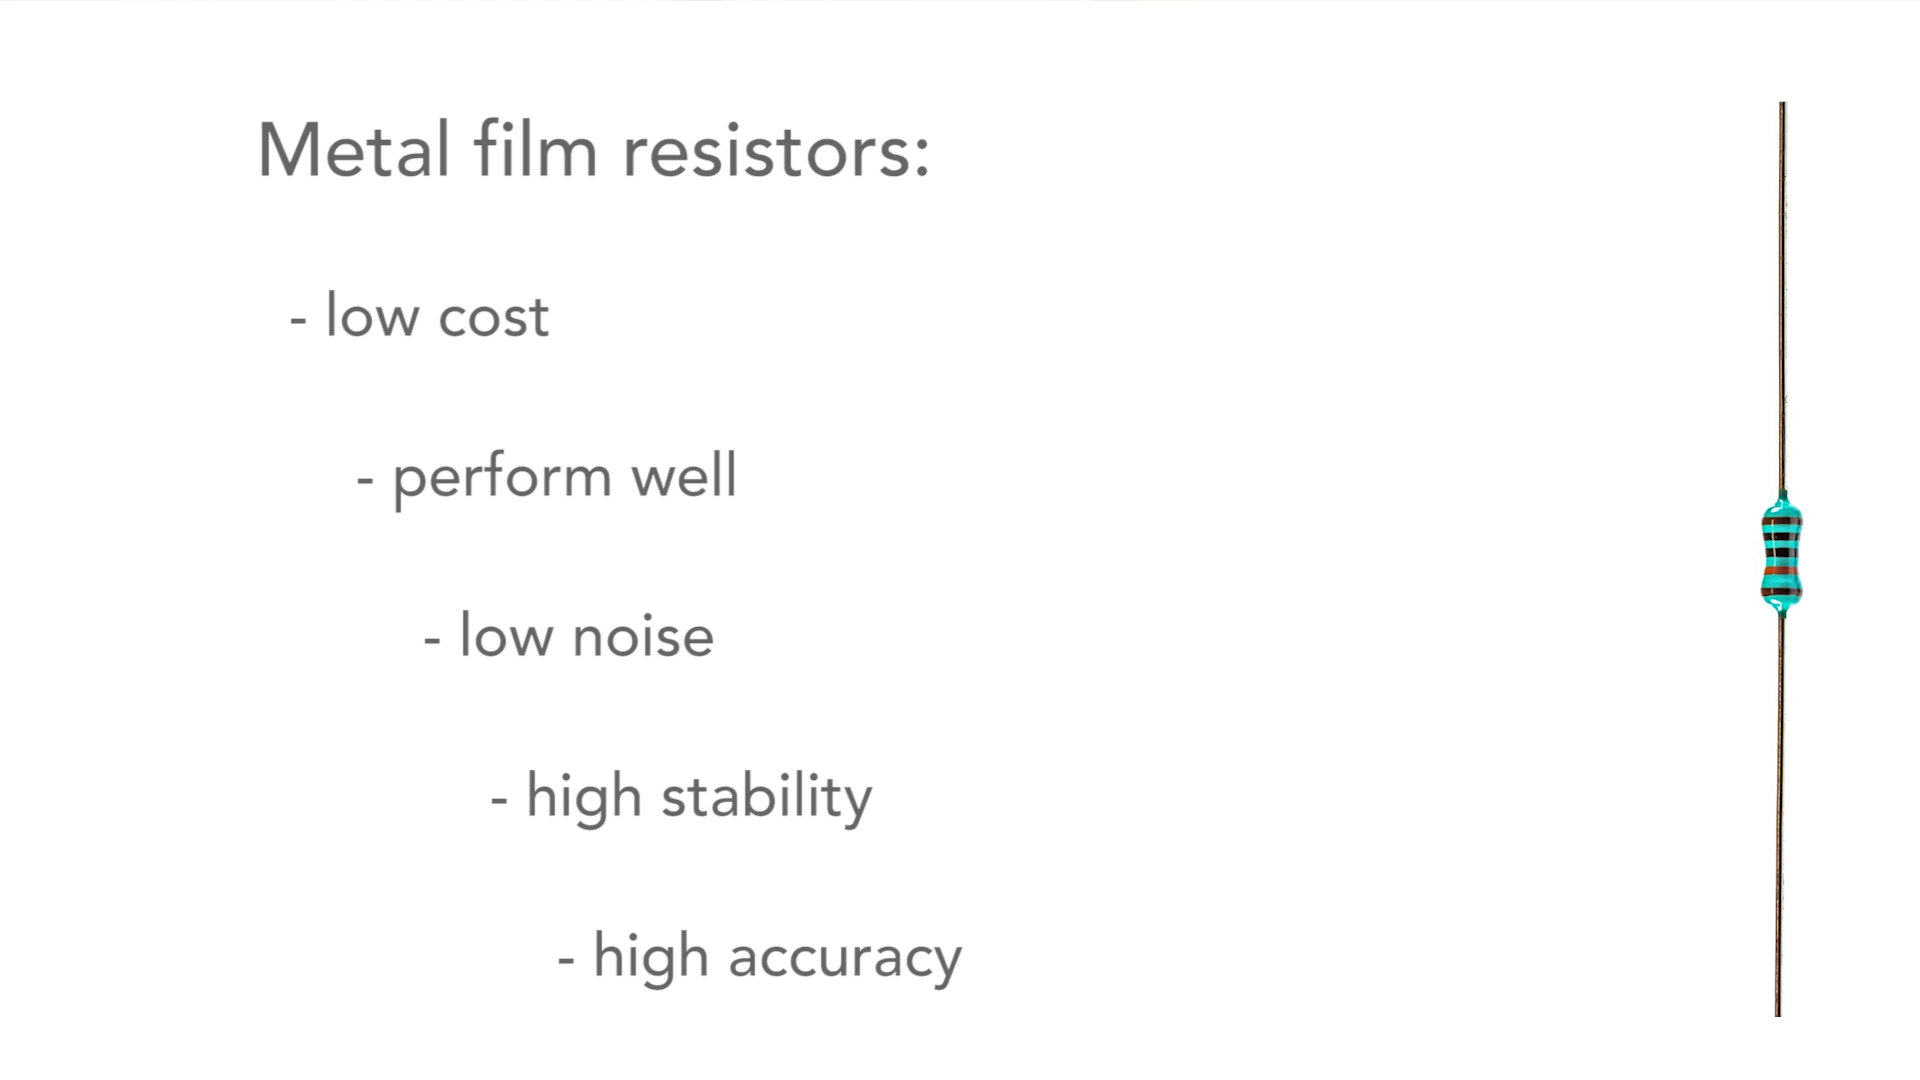 Metal film resistors:
- low cost
- perform well
- low noise
- high stability
- high accuracy